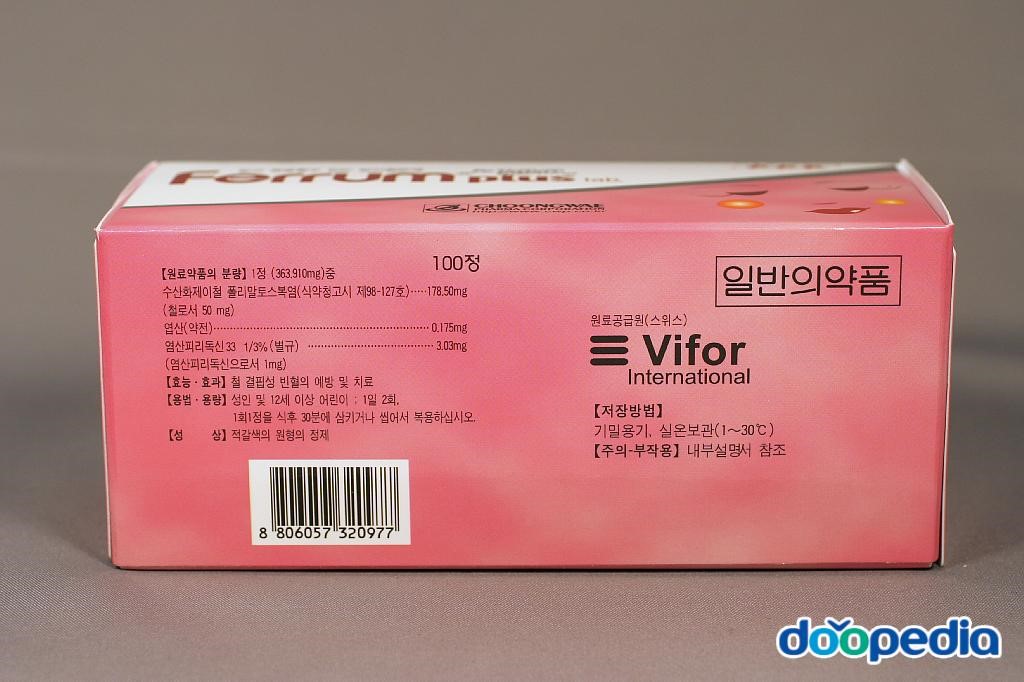 Ferrum plus tab.
CHOONGWAE
PHARMA CORPORATION
100정
【원료약품의 분량】 1정 (363.910mg)중
수산화제이철 폴리말토스복염(식약청고시 제98-127호)·····178.50mg
(철로서 50 mg)
엽산(약전)·····0.175mg
염산피리독신33 1/3%(별규) ·····3.03mg
(염산피리독신으로서 1mg)
【효능·효과】 철 결핍성 빈혈의 예방 및 치료
【용법·용량】 성인 및 12세 이상 어린이 : 1일 2회,
1회1정을 식후 30분에 삼키거나 씹어서 복용하십시오.
【성 상】 적갈색의 원형의 정제
8 806057 320977
일반의약품
원료공급원(스위스)
Vifor
International
【저장방법】
기밀용기, 실온보관(1~30℃)
【주의-부작용】 내부설명서 참조
doopedia